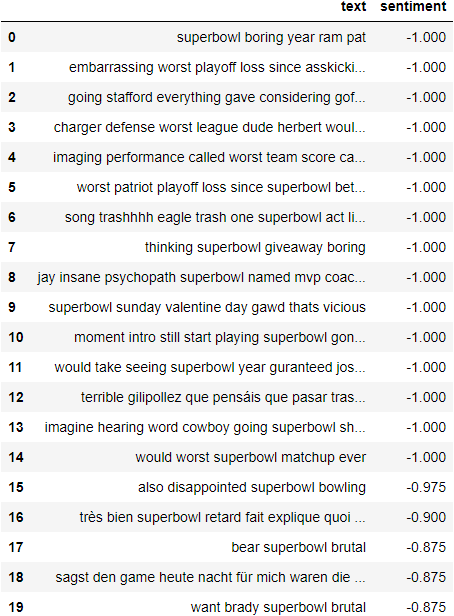 text sentiment
0 superbowl boring year ram pat -1.000
1 embarrassing worst playoff loss since asskicki... -1.000
2 going stafford everything gave considering gof... -1.000
3 charger defense worst league dude herbert woul... -1.000
4 imaging performance called worst team score ca... -1.000
5 worst patriot playoff loss since superbowl bet... -1.000
6 song trashhhh eagle trash one superbowl act li... -1.000
7 thinking superbowl giveaway boring -1.000
8 jay insane psychopath superbowl named mvp coac... -1.000
9 superbowl sunday valentine day gawd thats vicious -1.000
10 moment intro still start playing superbowl gon... -1.000
11 would take seeing superbowl year guranteed jos... -1.000
12 terrible gilipollez que pensáis que pasar tras... -1.000
13 imagine hearing word cowboy going superbowl sh... -1.000
14 would worst superbowl matchup ever -1.000
15 also disappointed superbowl bowling -0.975
16 très bien superbowl retard fait explique quoi ... -0.900
17 bear superbowl brutal -0.875
18 sagst den game heute nacht für mich waren die ... -0.875
19 want brady superbowl brutal -0.875